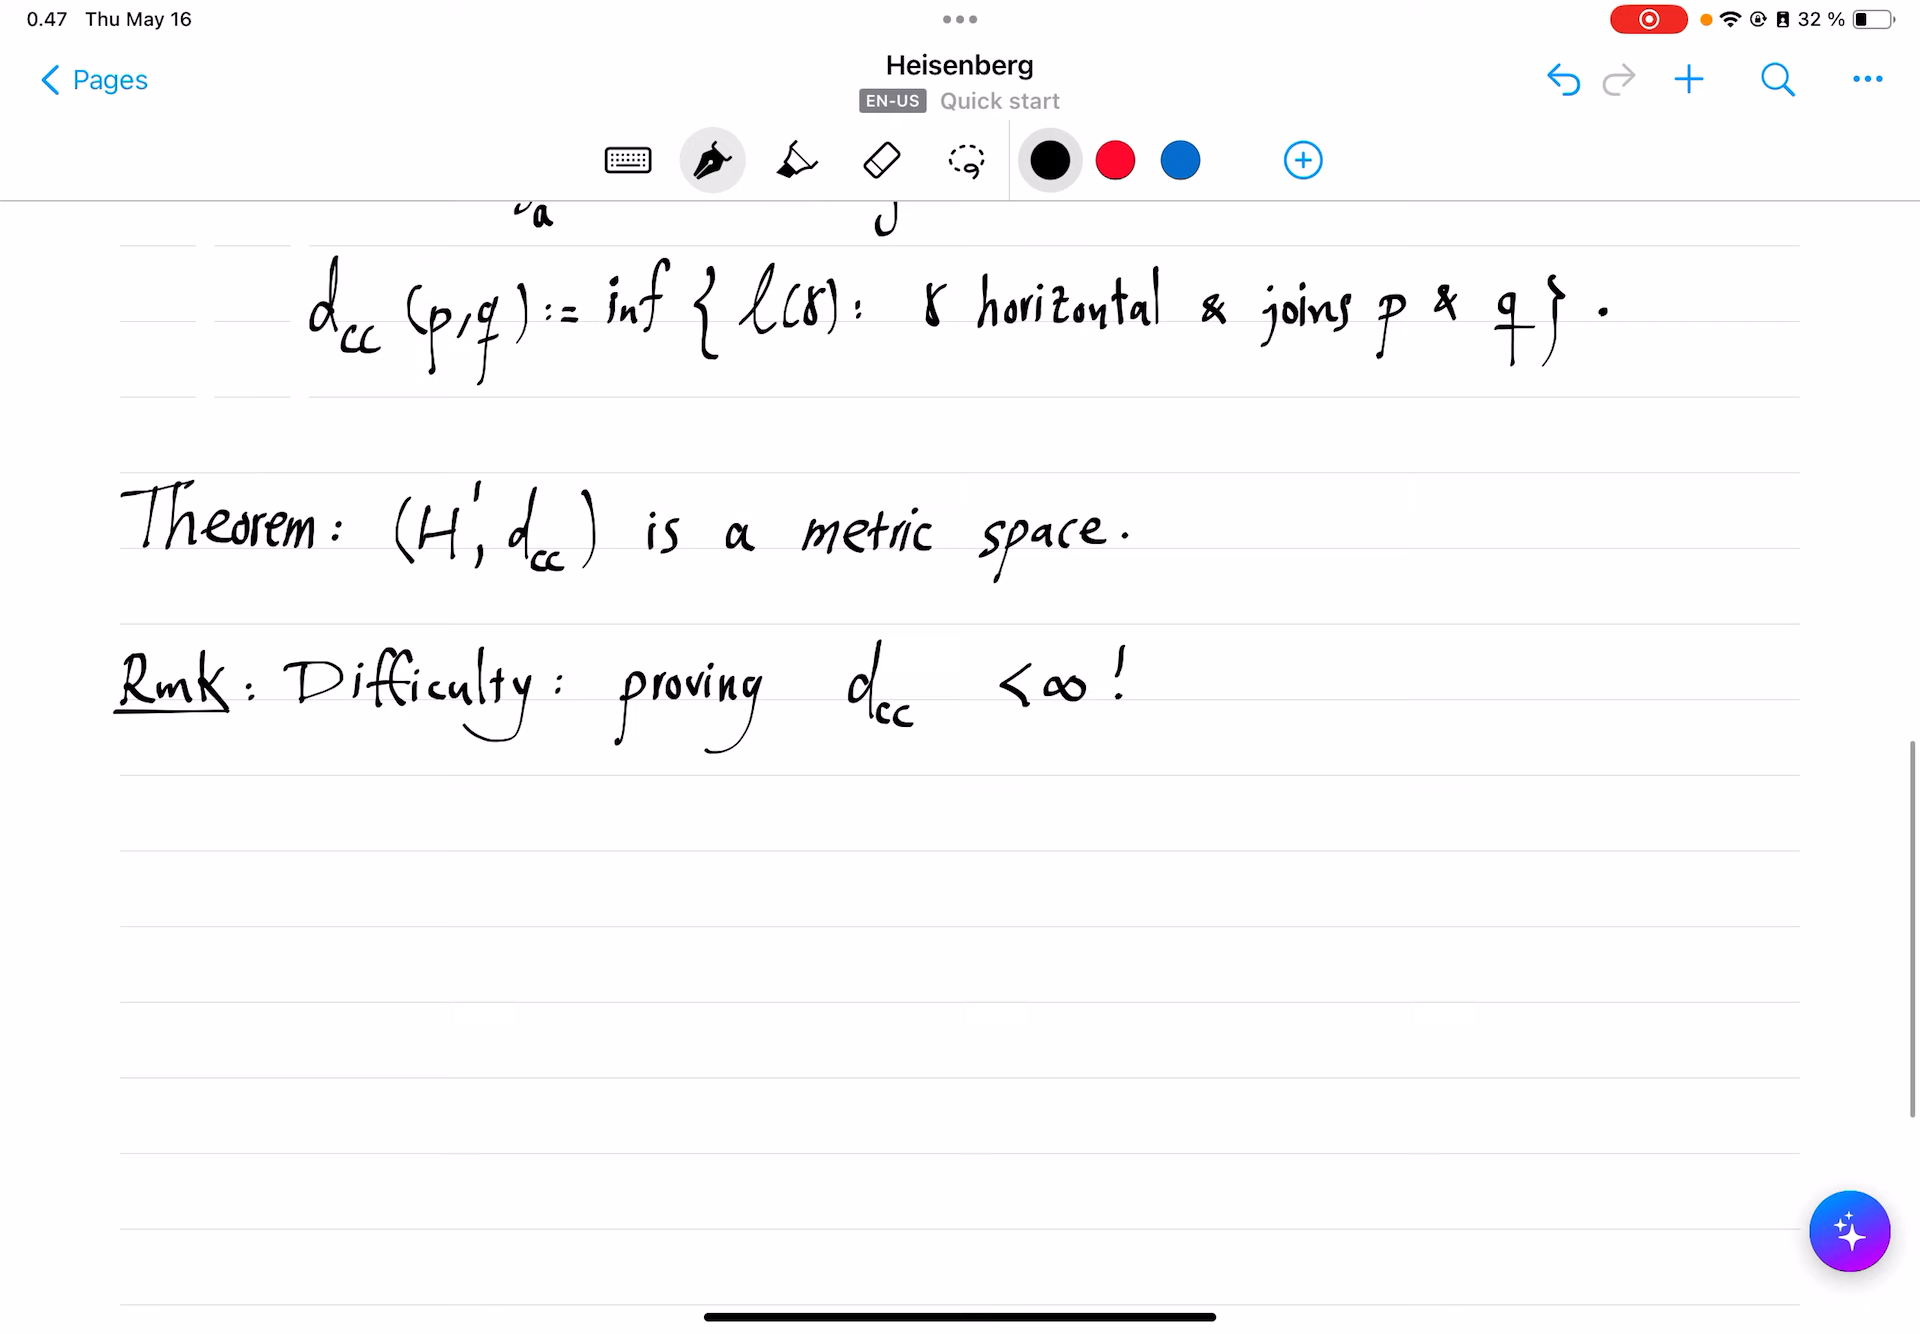 0.47 Thu May 16
32 %
Pages
Heisenberg
EN-US Quick start
a
d_cc (p,q) := inf { l(γ) : γ horizontal & joins p & q } .
Theorem: (H¹, d_cc) is a metric space.
Rmk: Difficulty: proving d_cc < ∞ !